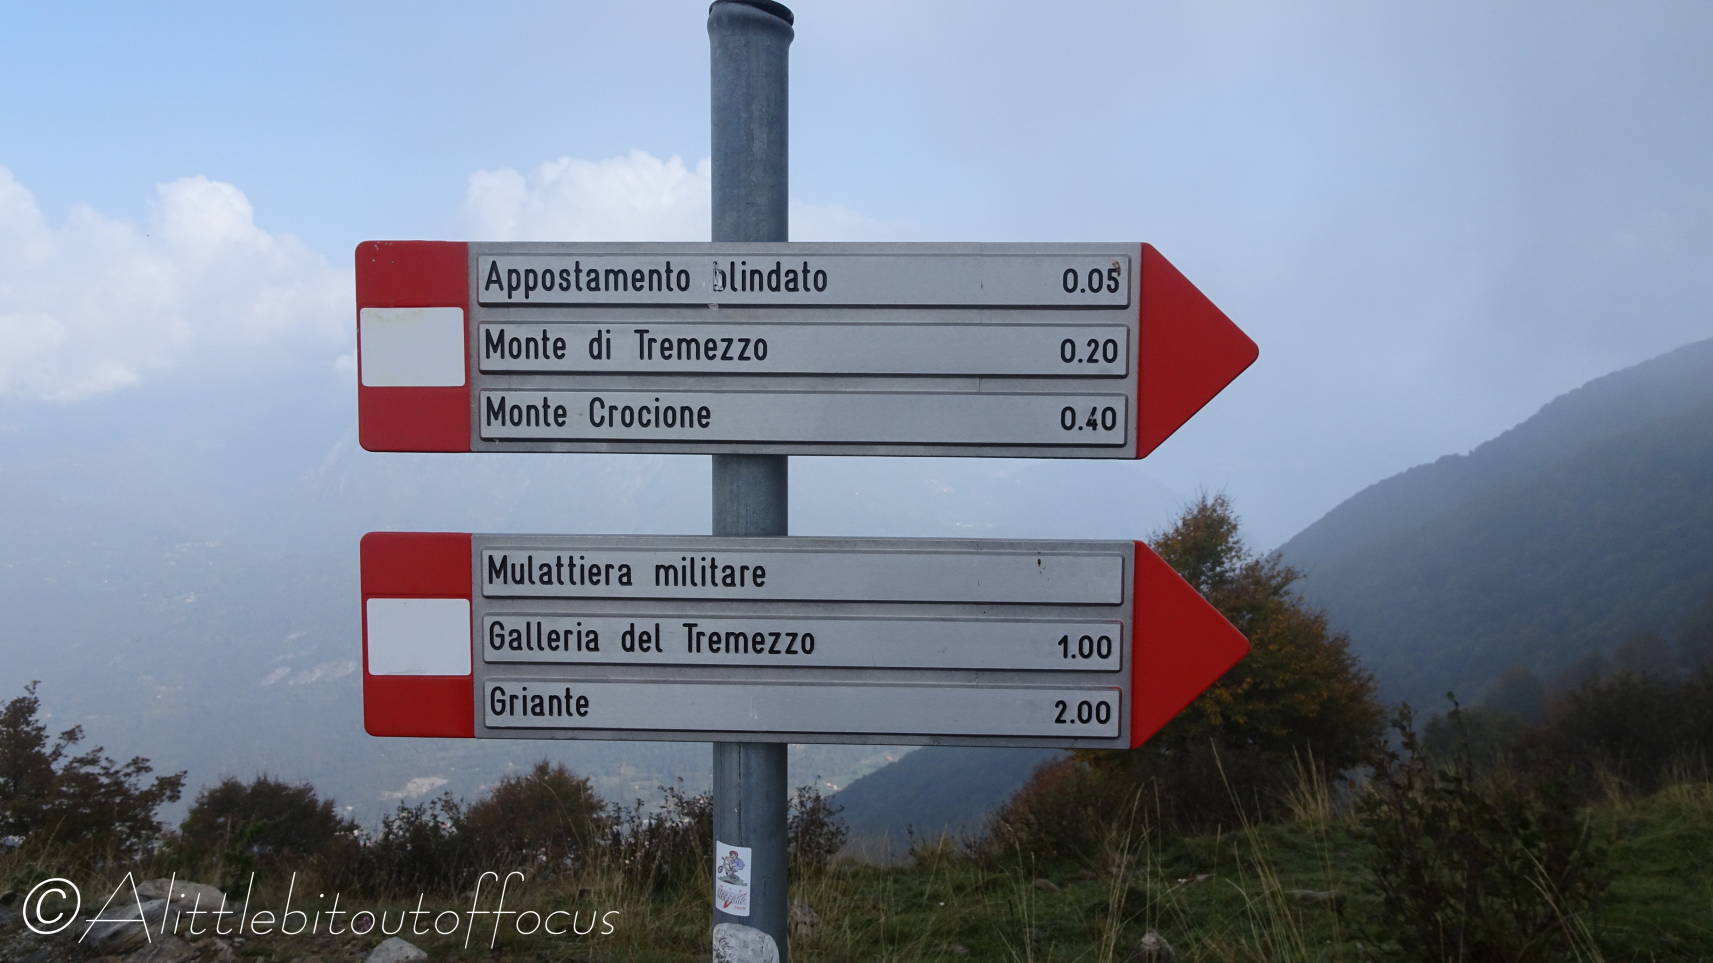 Appostamento blindato 0.05
Monte di Tremezzo 0.20
Monte Crocione 0.40
Mulattiera militare
Galleria del Tremezzo 1.00
Griante 2.00
© Alittlebitoutoffocus